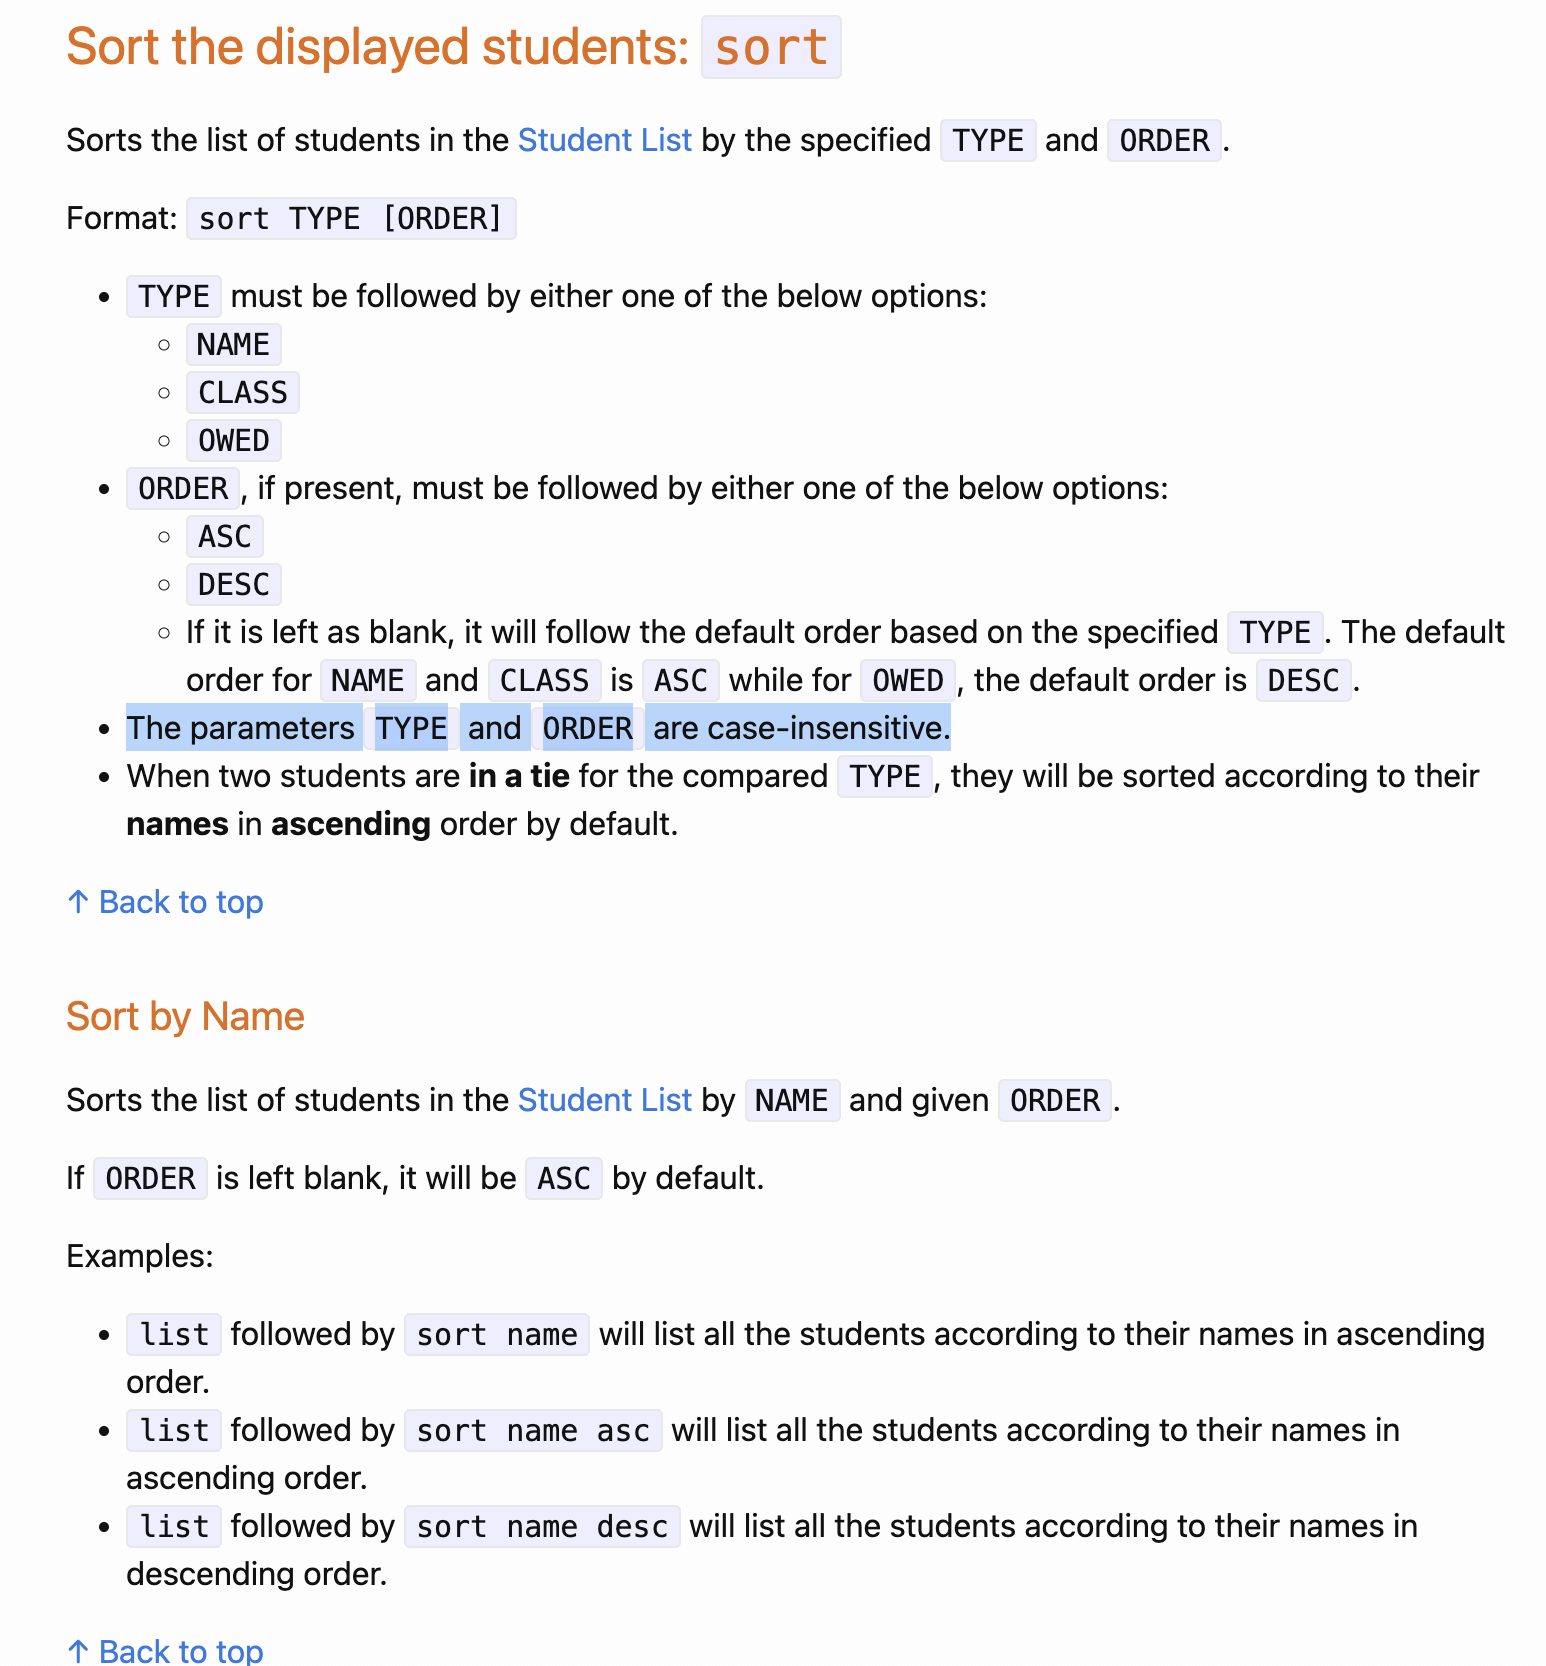 Sort the displayed students: sort
Sorts the list of students in the Student List by the specified TYPE and ORDER.
Format: sort TYPE [ORDER]
• TYPE must be followed by either one of the below options:
○ NAME
○ CLASS
○ OWED
• ORDER, if present, must be followed by either one of the below options:
○ ASC
○ DESC
○ If it is left as blank, it will follow the default order based on the specified TYPE. The default
order for NAME and CLASS is ASC while for OWED, the default order is DESC.
• The parameters TYPE and ORDER are case-insensitive.
• When two students are in a tie for the compared TYPE, they will be sorted according to their
names in ascending order by default.
↑ Back to top
Sort by Name
Sorts the list of students in the Student List by NAME and given ORDER.
If ORDER is left blank, it will be ASC by default.
Examples:
• list followed by sort name will list all the students according to their names in ascending
order.
• list followed by sort name asc will list all the students according to their names in
ascending order.
• list followed by sort name desc will list all the students according to their names in
descending order.
↑ Back to top